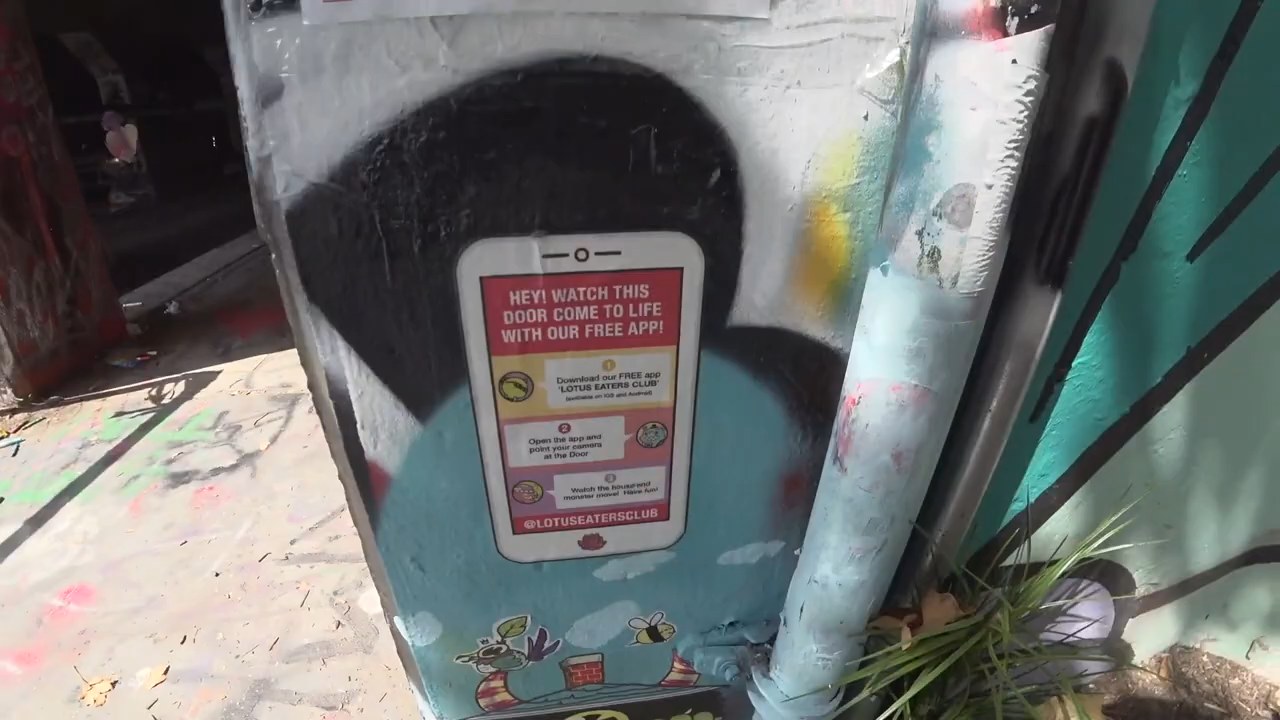 HEY! WATCH THIS
DOOR COME TO LIFE
WITH OUR FREE APP!
1
Download our FREE app
'LOTUS EATERS CLUB'
(available on iOS and Android)
2
Open the app and
point your camera
at the Door
3
Watch the house and
monster move! Have fun!
@LOTUSEATERSCLUB